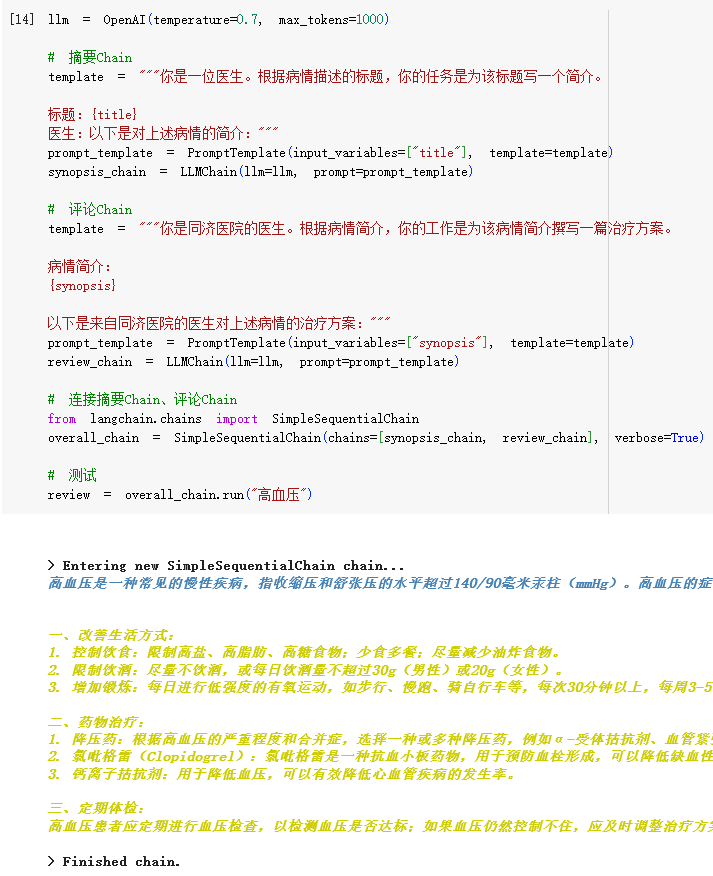 [14] llm = OpenAI(temperature=0.7, max_tokens=1000)
# 摘要Chain
template = """你是一位医生。根据病情描述的标题，你的任务是为该标题写一个简介。
标题：{title}
医生：以下是对上述病情的简介："""
prompt_template = PromptTemplate(input_variables=["title"], template=template)
synopsis_chain = LLMChain(llm=llm, prompt=prompt_template)
# 评论Chain
template = """你是同济医院的医生。根据病情简介，你的工作是为该病情简介撰写一篇治疗方案。
病情简介：
{synopsis}
以下是来自同济医院的医生对上述病情的治疗方案："""
prompt_template = PromptTemplate(input_variables=["synopsis"], template=template)
review_chain = LLMChain(llm=llm, prompt=prompt_template)
# 连接摘要Chain、评论Chain
from langchain.chains import SimpleSequentialChain
overall_chain = SimpleSequentialChain(chains=[synopsis_chain, review_chain], verbose=True)
# 测试
review = overall_chain.run("高血压")
> Entering new SimpleSequentialChain chain...
高血压是一种常见的慢性疾病，指收缩压和舒张压的水平超过140/90毫米汞柱（mmHg）。高血压的症
一、改善生活方式：
1. 控制饮食：限制高盐、高脂肪、高糖食物；少食多餐；尽量减少油炸食物。
2. 限制饮酒：尽量不饮酒，或每日饮酒量不超过30g（男性）或20g（女性）。
3. 增加锻炼：每日进行低强度的有氧运动，如步行、慢跑、骑自行车等，每次30分钟以上，每周3-5
二、药物治疗：
1. 降压药：根据高血压的严重程度和合并症，选择一种或多种降压药，例如α-受体拮抗剂、血管紧
2. 氯吡格雷（Clopidogrel）：氯吡格雷是一种抗血小板药物，用于预防血栓形成，可以降低缺血性
3. 钙离子拮抗剂：用于降低血压，可以有效降低心血管疾病的发生率。
三、定期体检：
高血压患者应定期进行血压检查，以检测血压是否达标；如果血压仍然控制不住，应及时调整治疗方
> Finished chain.